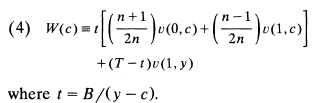 (4) W(c) ≡ t[((n+1)/2n) υ(0,c) + ((n−1)/2n) υ(1,c)]
+(T−t)υ(1,y)
where t = B/(y−c).